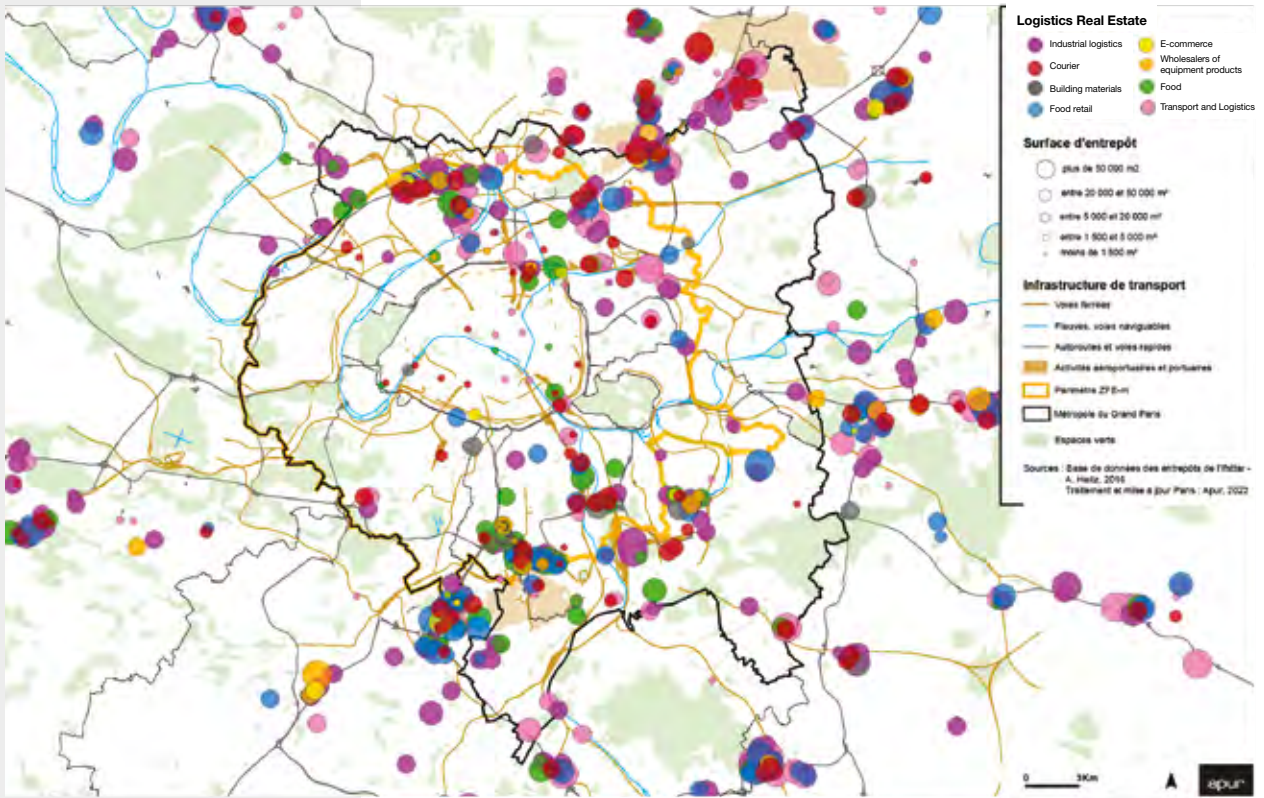 Logistics Real Estate
Industrial logistics
Courier
Building materials
Food retail
E-commerce
Wholesalers of
equipment products
Food
Transport and Logistics
Surface d'entrepôt
plus de 50 000 m2
entre 20 000 et 50 000 m²
entre 5 000 et 20 000 m²
entre 1 500 et 5 000 m²
moins de 1 500 m²
Infrastructure de transport
Voies ferrées
Fleuves, voies naviguables
Autoroutes et voies rapides
Activités aéroportuaires et portuaires
Périmètre ZFE-m
Métropole du Grand Paris
Espaces verts
Sources : Base de données des entrepôts de l'Ifsttar -
A. Heitz, 2016
Traitement et mise à jour Paris : Apur, 2022
0 3Km
apur